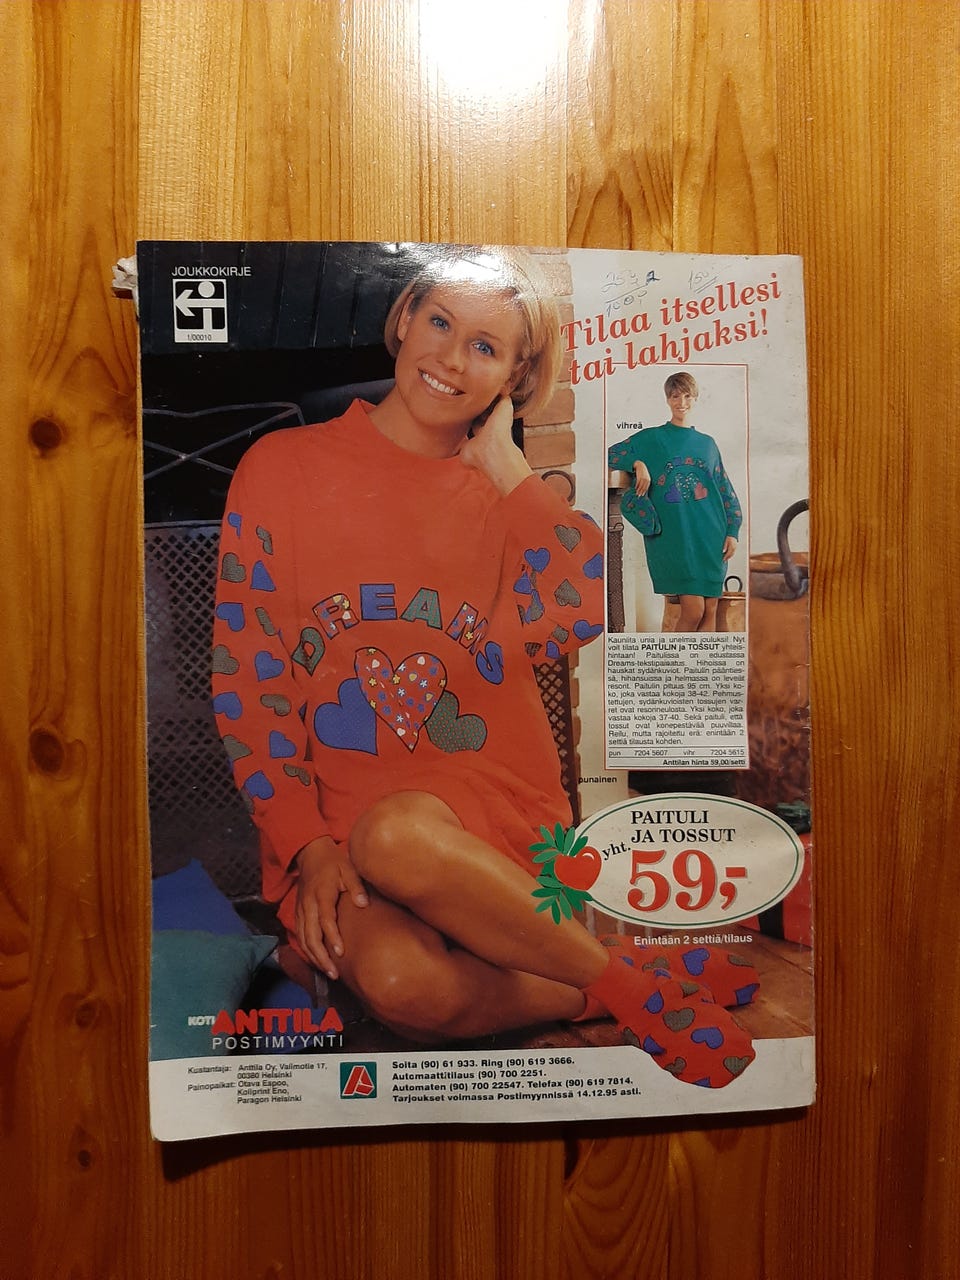 JOUKKOKIRJE
1/00010
Tilaa itsellesi
tai lahjaksi!
vihreä
DREAMS
Kauniita unia ja unelmia jouluksi! Nyt
voit tilata PAITULIN ja TOSSUT yhteis-
hintaan! Paitulissa on edustassa
Dreams-tekstipainatus. Hihoissa on
hauskat sydänkuviot. Paitulin päänties-
sä, hihansuissa ja helmassa on leveät
resorit. Paitulin pituus 95 cm. Yksi ko-
ko, joka vastaa kokoja 38-42. Pehmus-
tettujen, sydänkuvioisten tossujen var-
ret ovat resorineulosta. Yksi koko, joka
vastaa kokoja 37-40. Sekä paituli, että
tossut ovat konepestävää puuvillaa.
Reilu, mutta rajoitettu erä: enintään 2
settiä tilausta kohden.
pun 7204 5607 vihr 7204 5615
Anttilan hinta 59,00/setti
punainen
PAITULI
JA TOSSUT
yht. 59,-
Enintään 2 settiä/tilaus
KOTI ANTTILA
POSTIMYYNTI
Kustantaja: Anttila Oy, Valimotie 17,
00380 Helsinki
Painopaikat: Otava Espoo,
Koliprint Eno,
Paragon Helsinki
Soita (90) 61 933. Ring (90) 619 3666.
Automaattitilaus (90) 700 2251.
Automaten (90) 700 22547. Telefax (90) 619 7814.
Tarjoukset voimassa Postimyynnissä 14.12.95 asti.